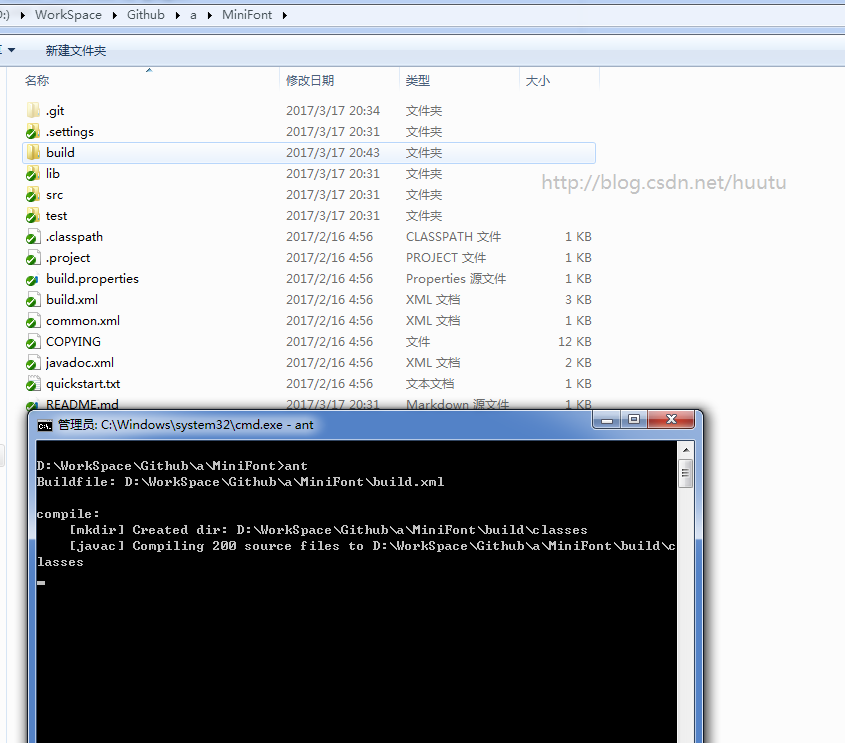 :) WorkSpace Github a MiniFont
新建文件夹
名称 修改日期 类型 大小
.git 2017/3/17 20:34 文件夹
.settings 2017/3/17 20:31 文件夹
build 2017/3/17 20:43 文件夹
lib 2017/3/17 20:31 文件夹
http://blog.csdn.net/huutu
src 2017/3/17 20:31 文件夹
test 2017/3/17 20:31 文件夹
.classpath 2017/2/16 4:56 CLASSPATH 文件 1 KB
.project 2017/2/16 4:56 PROJECT 文件 1 KB
build.properties 2017/2/16 4:56 Properties 源文件 1 KB
build.xml 2017/2/16 4:56 XML 文档 3 KB
common.xml 2017/2/16 4:56 XML 文档 1 KB
COPYING 2017/2/16 4:56 文件 12 KB
javadoc.xml 2017/2/16 4:56 XML 文档 2 KB
quickstart.txt 2017/2/16 4:56 文本文档 1 KB
README.md 2017/3/17 20:31 Markdown 源文件 1 KB
管理员: C:\Windows\system32\cmd.exe - ant
D:\WorkSpace\Github\a\MiniFont>ant
Buildfile: D:\WorkSpace\Github\a\MiniFont\build.xml
compile:
[mkdir] Created dir: D:\WorkSpace\Github\a\MiniFont\build\classes
[javac] Compiling 200 source files to D:\WorkSpace\Github\a\MiniFont\build\c
lasses